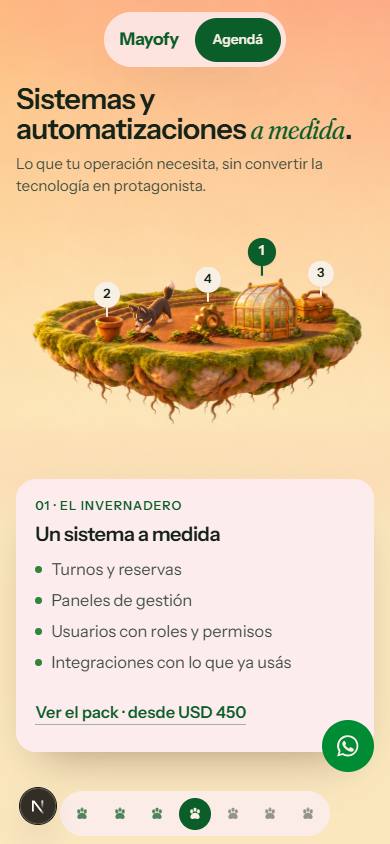 Mayofy
Agendá
Sistemas y
automatizaciones a medida.
Lo que tu operación necesita, sin convertir la
tecnología en protagonista.
1
2
4
3
01 · EL INVERNADERO
Un sistema a medida
Turnos y reservas
Paneles de gestión
Usuarios con roles y permisos
Integraciones con lo que ya usás
Ver el pack · desde USD 450
N